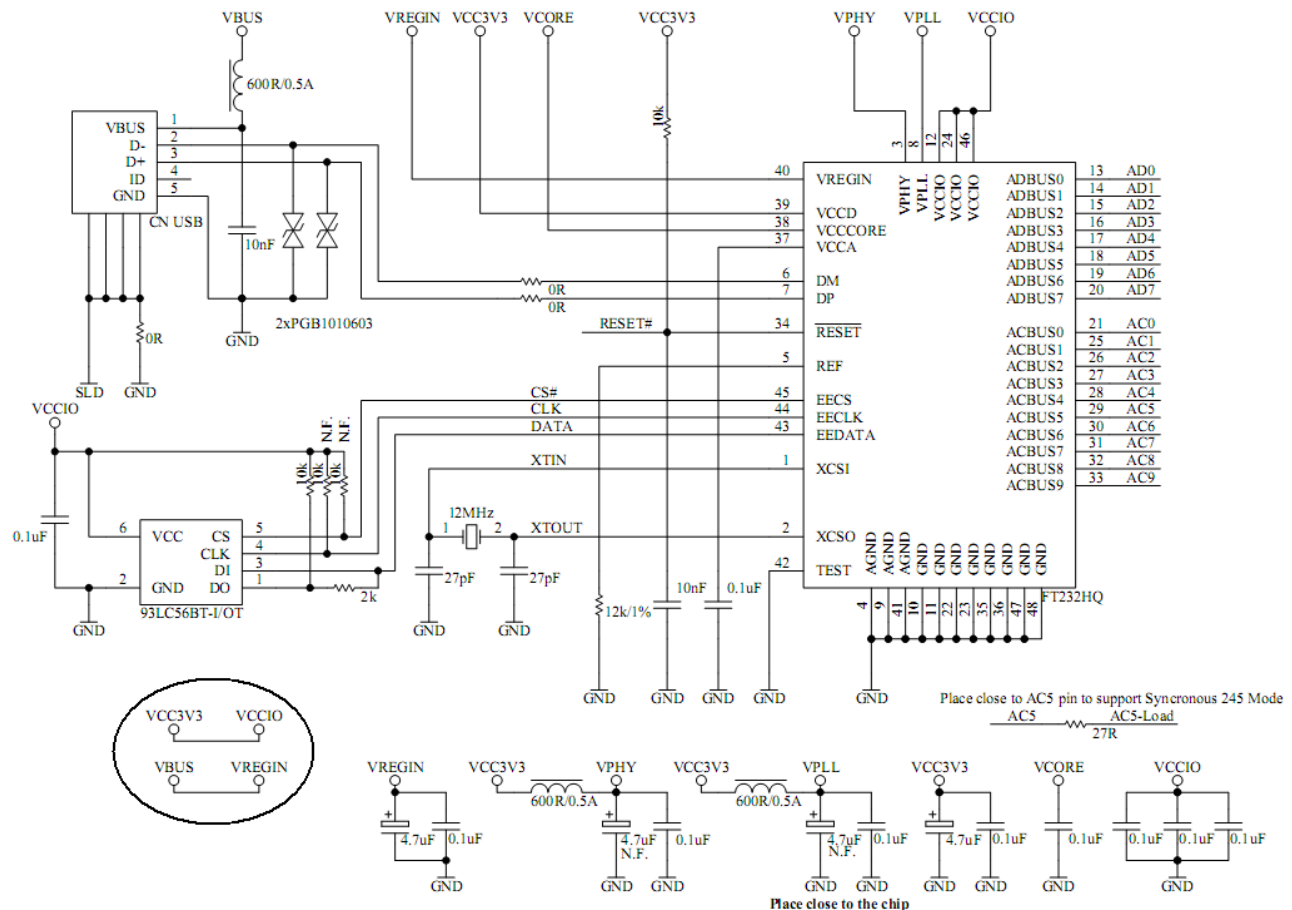 VBUS
VREGIN VCC3V3 VCORE VCC3V3
VPHY VPLL VCCIO
600R/0.5A
10k
VBUS 1
D- 2
D+ 3
ID 4
GND 5
CN USB
10nF
2xPGB1010603
GND
0R
SLD GND
0R
0R
3 8 12 24 46
VPHY VPLL VCCIO VCCIO VCCIO
40 VREGIN
39 VCCD
38 VCCCORE
37 VCCA
6 DM
7 DP
RESET# 34 RESET
5 REF
CS# 45 EECS
CLK 44 EECLK
DATA 43 EEDATA
XTIN 1 XCSI
XTOUT 2 XCSO
42 TEST
ADBUS0 13 AD0
ADBUS1 14 AD1
ADBUS2 15 AD2
ADBUS3 16 AD3
ADBUS4 17 AD4
ADBUS5 18 AD5
ADBUS6 19 AD6
ADBUS7 20 AD7
ACBUS0 21 AC0
ACBUS1 25 AC1
ACBUS2 26 AC2
ACBUS3 27 AC3
ACBUS4 28 AC4
ACBUS5 29 AC5
ACBUS6 30 AC6
ACBUS7 31 AC7
ACBUS8 32 AC8
ACBUS9 33 AC9
AGND AGND AGND GND GND GND GND GND GND GND GND
4 9 41 10 11 22 23 35 36 47 48
FT232HQ
GND
VCCIO
N.F. N.F.
10k 10k 10k
0.1uF
6 VCC CS 5
CLK 4
DI 3
2 GND DO 1
93LC56BT-I/OT
2k
GND
12MHz
1 2
27pF 27pF
GND GND
12k/1% 10nF 0.1uF
GND GND GND GND
VCC3V3 VCCIO
VBUS VREGIN
Place close to AC5 pin to support Syncronous 245 Mode
AC5 AC5-Load
27R
VREGIN
+
4.7uF 0.1uF
GND
VCC3V3 VPHY
600R/0.5A
+
4.7uF 0.1uF
N.F.
GND GND
VCC3V3 VPLL
600R/0.5A
+
4.7uF 0.1uF
N.F.
GND GND
VCC3V3
+
4.7uF 0.1uF
GND GND
VCORE
0.1uF
GND
VCCIO
0.1uF 0.1uF 0.1uF
GND
Place close to the chip